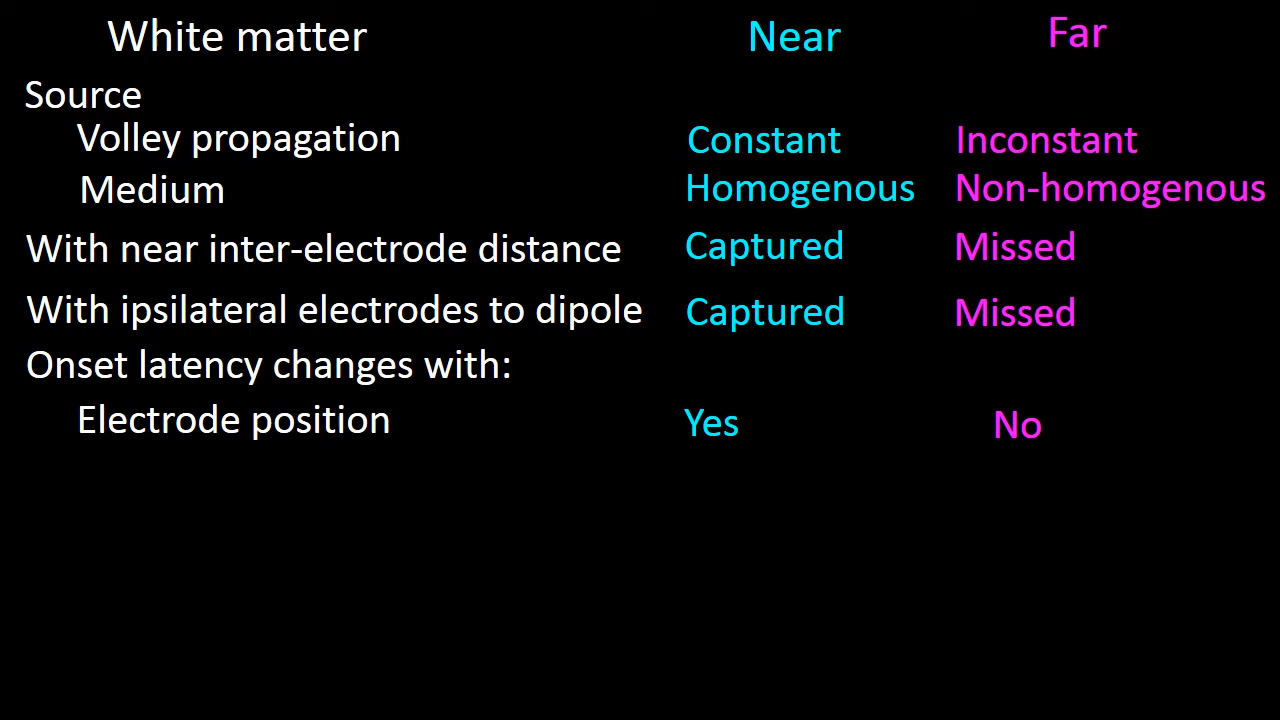 White matter Near Far
Source
Volley propagation Constant Inconstant
Medium Homogenous Non-homogenous
With near inter-electrode distance Captured Missed
With ipsilateral electrodes to dipole Captured Missed
Onset latency changes with:
Electrode position Yes No